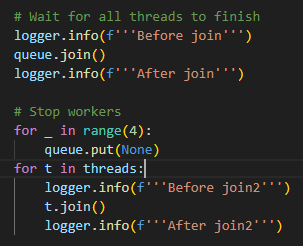 # Wait for all threads to finish
logger.info(f'''Before join''')
queue.join()
logger.info(f'''After join''')

# Stop workers
for _ in range(4):
    queue.put(None)
for t in threads:
    logger.info(f'''Before join2''')
    t.join()
    logger.info(f'''After join2''')